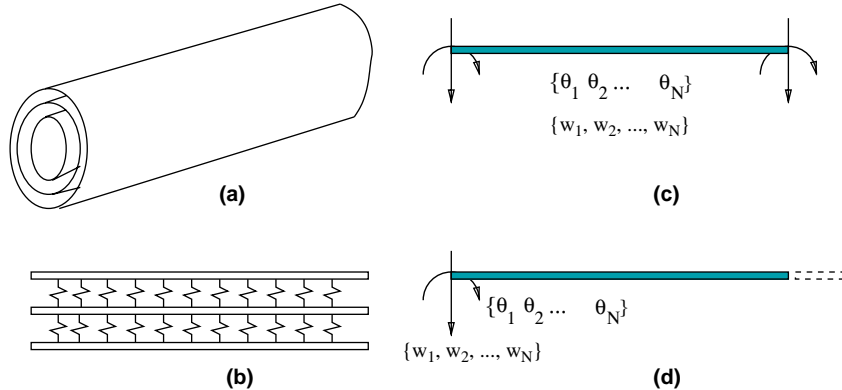 {θ1 θ2 ... θN}
{w1, w2, ..., wN}
(a)
(c)
{θ1 θ2 ... θN}
{w1, w2, ..., wN}
(b)
(d)